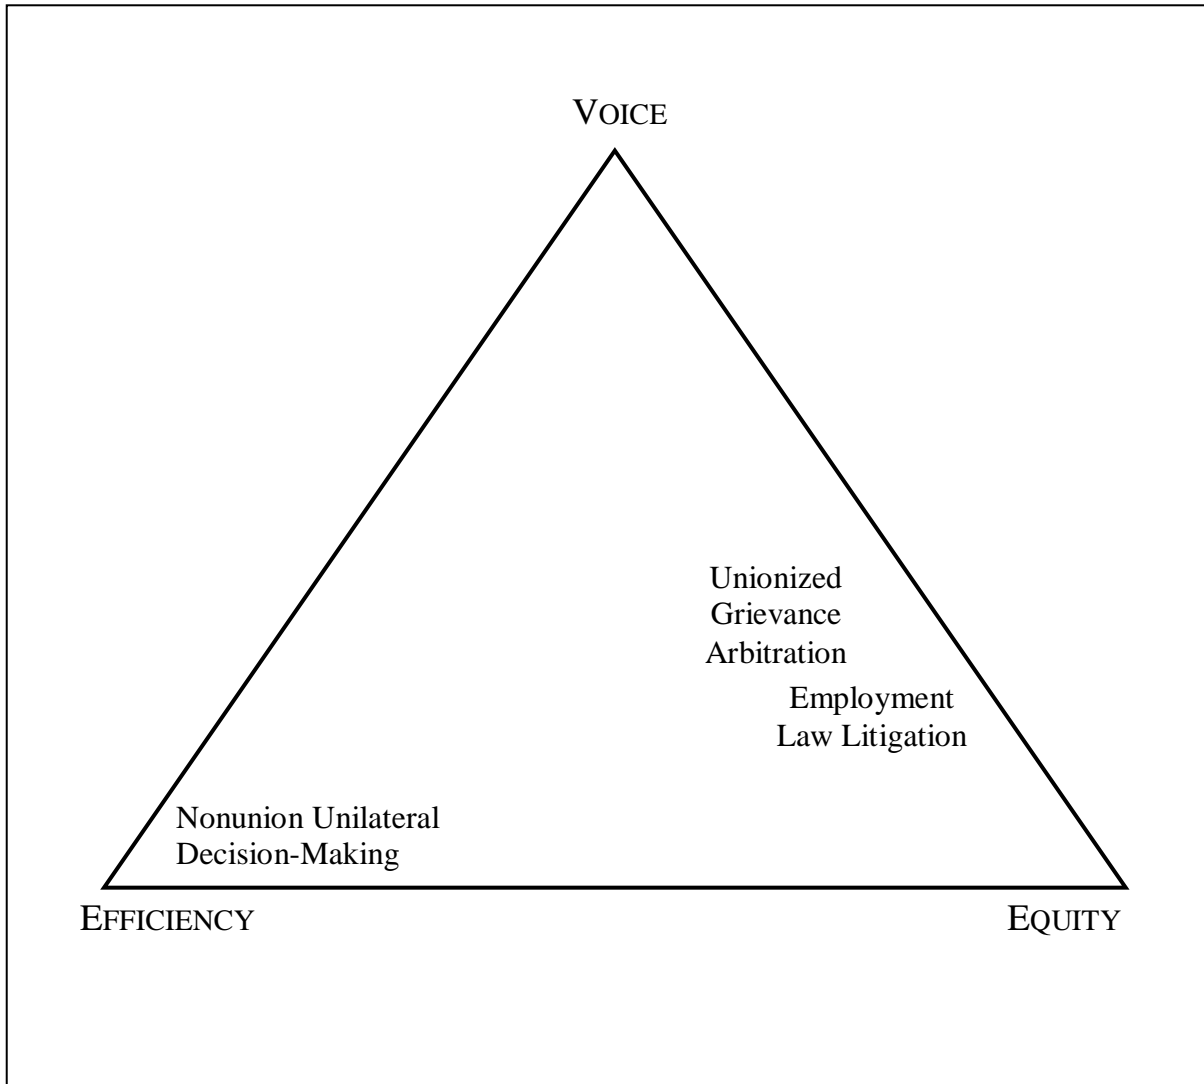 VOICE
Unionized
Grievance
Arbitration
Employment
Law Litigation
Nonunion Unilateral
Decision-Making
EFFICIENCY
EQUITY